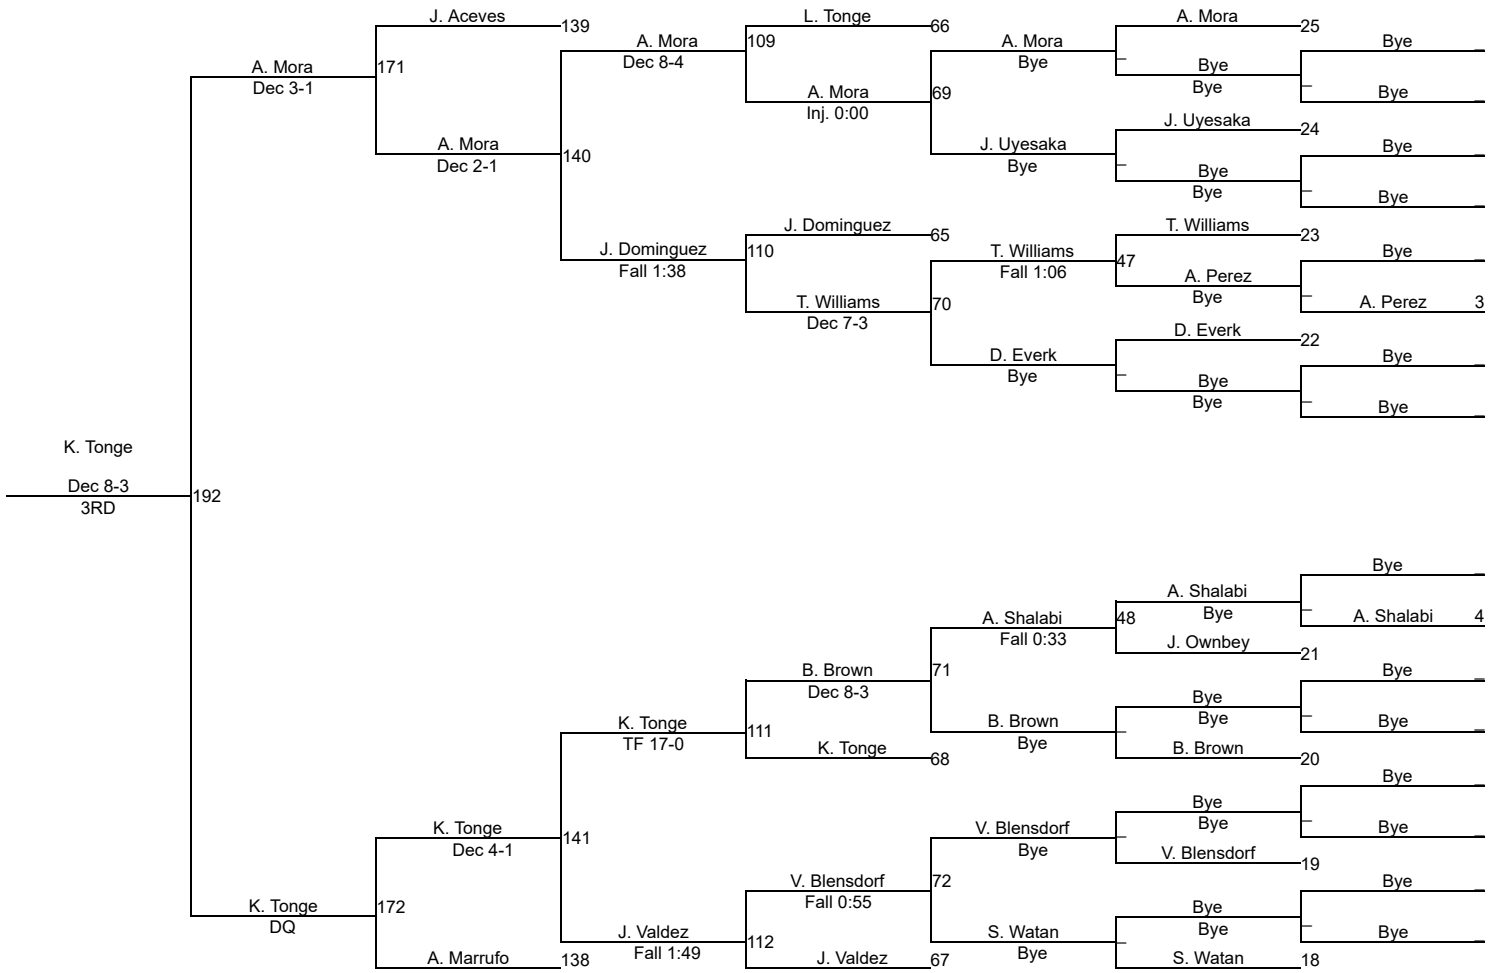 J. Aceves
139
L. Tonge
66
A. Mora
25
A. Mora
109
A. Mora
Bye
_
Dec 8-4
Bye
_
Bye
A. Mora
171
Bye
Dec 3-1
A. Mora
69
Bye
_
Bye
_
Inj. 0:00
J. Uyesaka
24
A. Mora
140
J. Uyesaka
Bye
_
Dec 2-1
Bye
_
Bye
Bye
_
Bye
_
J. Dominguez
65
T. Williams
23
J. Dominguez
110
T. Williams
47
Bye
_
Fall 1:38
Fall 1:06
A. Perez
T. Williams
70
Bye
_
A. Perez
3
Dec 7-3
D. Everk
22
D. Everk
Bye
_
Bye
_
Bye
Bye
_
Bye
_
K. Tonge
Dec 8-3
192
3RD
Bye
_
A. Shalabi
A. Shalabi
48
Bye
_
A. Shalabi
4
Fall 0:33
J. Ownbey
21
B. Brown
71
Bye
_
Dec 8-3
Bye
K. Tonge
111
B. Brown
_
Bye
_
Bye
_
TF 17-0
Bye
K. Tonge
68
B. Brown
20
Bye
_
Bye
K. Tonge
141
V. Blensdorf
_
Bye
_
Bye
_
Dec 4-1
Bye
V. Blensdorf
19
V. Blensdorf
72
Bye
_
Fall 0:55
K. Tonge
172
Bye
DQ
J. Valdez
112
S. Watan
_
Bye
_
Bye
_
Fall 1:49
Bye
A. Marrufo
138
J. Valdez
67
S. Watan
18